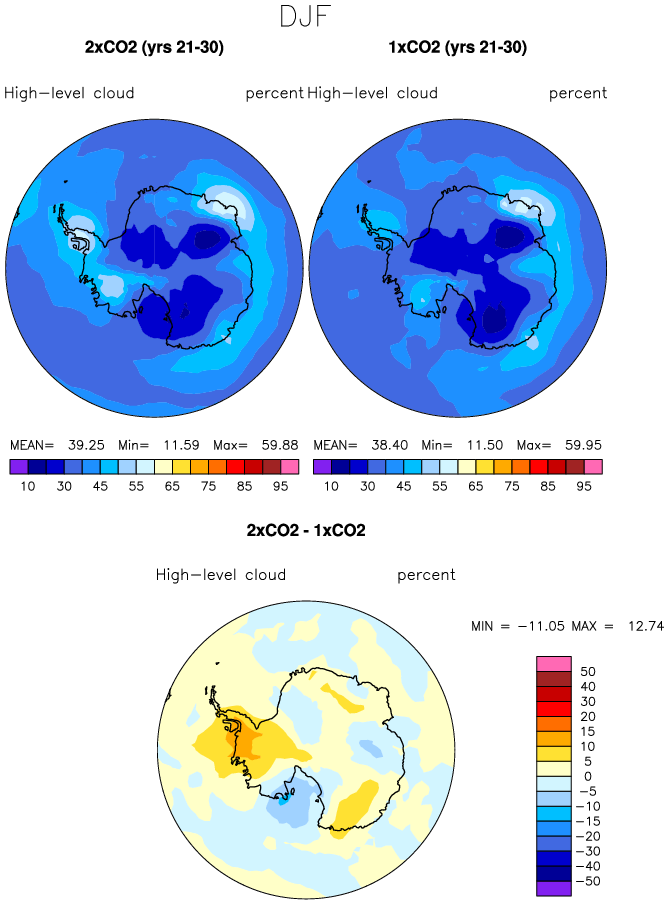 DJF
2xCO2 (yrs 21-30) 1xCO2 (yrs 21-30)
High-level cloud percent High-level cloud percent
MEAN= 39.25 Min= 11.59 Max= 59.88 MEAN= 38.40 Min= 11.50 Max= 59.95
10 30 45 55 65 75 85 95 10 30 45 55 65 75 85 95
2xCO2 - 1xCO2
High-level cloud percent
MIN = -11.05 MAX = 12.74
50
40
30
20
15
10
5
0
-5
-10
-15
-20
-30
-40
-50